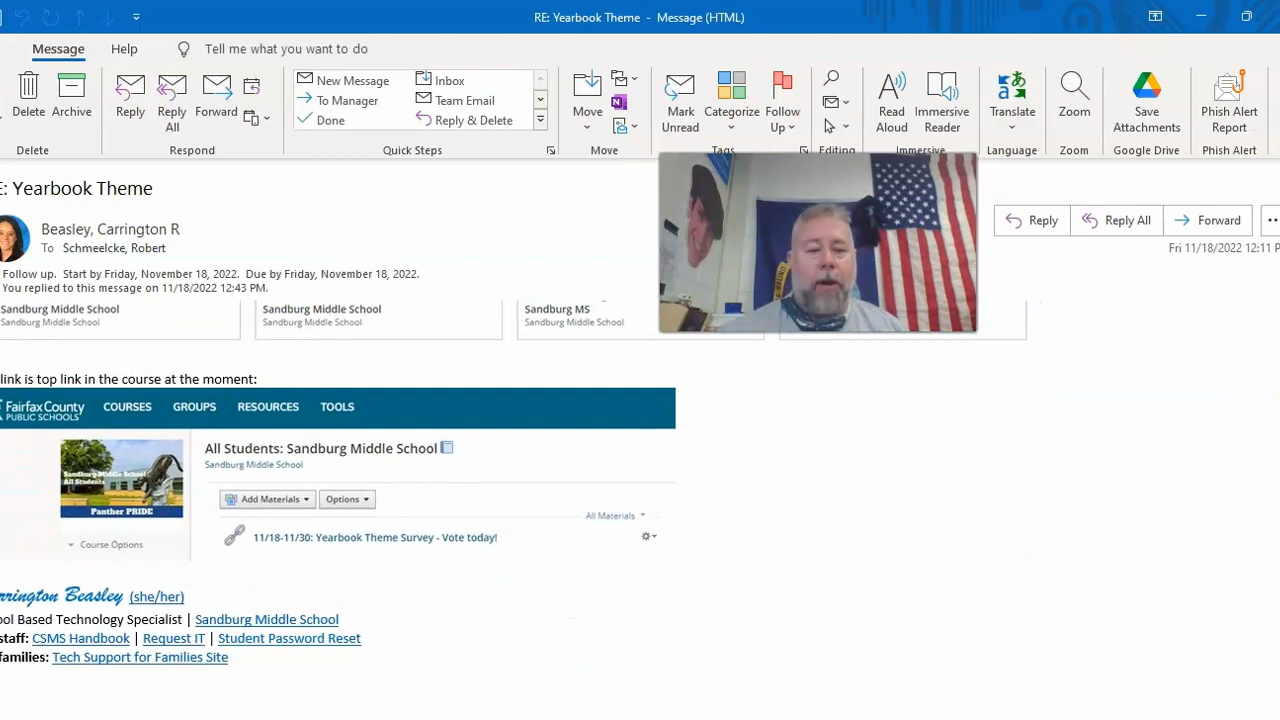 RE: Yearbook Theme - Message (HTML)
Message Help Tell me what you want to do
Delete Archive Reply Reply All Forward
New Message To Manager Done Inbox Team Email Reply & Delete
Move Mark Unread Categorize Follow Up Read Aloud Immersive Reader Translate Zoom Save Attachments Phish Alert Report
Delete Respond Quick Steps Move Tags Editing Immersive Language Zoom Google Drive Phish Alert
E: Yearbook Theme
Beasley, Carrington R
To Schmeelcke, Robert
Reply Reply All Forward
Fri 11/18/2022 12:11 P
Follow up. Start by Friday, November 18, 2022. Due by Friday, November 18, 2022.
You replied to this message on 11/18/2022 12:43 PM.
Sandburg Middle School Sandburg Middle School Sandburg MS
Sandburg Middle School Sandburg Middle School Sandburg Middle School
link is top link in the course at the moment:
Fairfax County PUBLIC SCHOOLS COURSES GROUPS RESOURCES TOOLS
All Students: Sandburg Middle School
Sandburg Middle School
Sandburg Middle School:
All Students
Panther PRIDE
Add Materials Options
All Materials
11/18-11/30: Yearbook Theme Survey - Vote today!
Course Options
rrington Beasley (she/her)
ool Based Technology Specialist | Sandburg Middle School
staff: CSMS Handbook | Request IT | Student Password Reset
families: Tech Support for Families Site